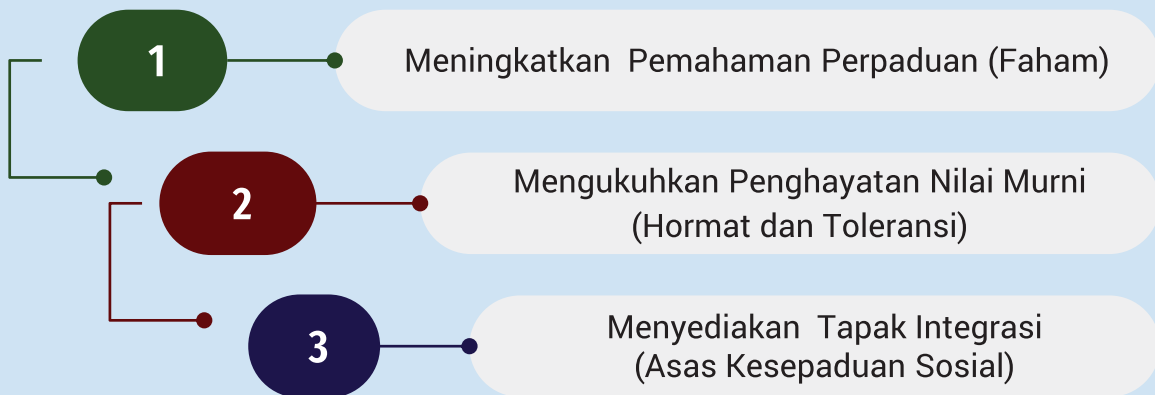 1
Meningkatkan Pemahaman Perpaduan (Faham)
2
Mengukuhkan Penghayatan Nilai Murni
(Hormat dan Toleransi)
3
Menyediakan Tapak Integrasi
(Asas Kesepaduan Sosial)